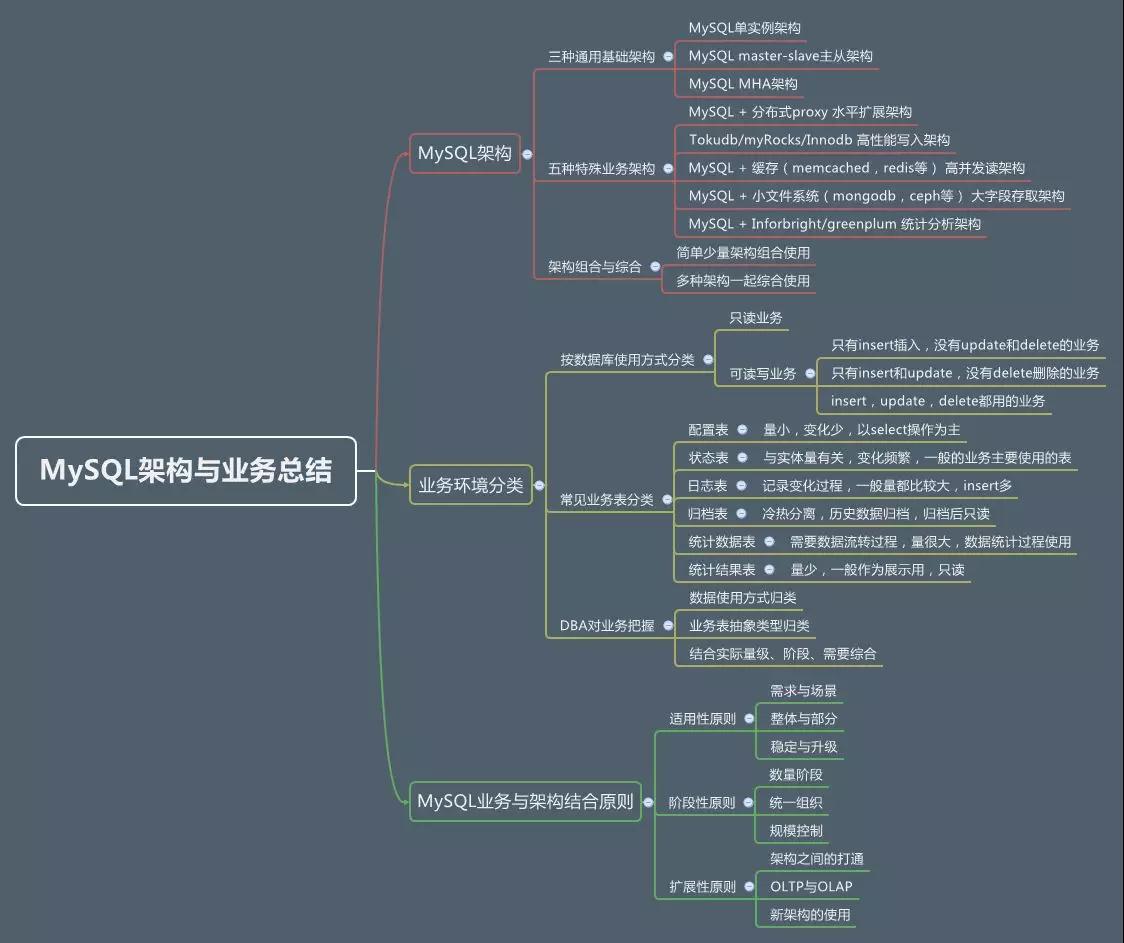 MySQL架构与业务总结
MySQL架构
三种通用基础架构
MySQL单实例架构
MySQL master-slave主从架构
MySQL MHA架构
五种特殊业务架构
MySQL + 分布式proxy 水平扩展架构
Tokudb/myRocks/Innodb 高性能写入架构
MySQL + 缓存（memcached，redis等 ）高并发读架构
MySQL + 小文件系统（mongodb，ceph等 ）大字段存取架构
MySQL + Inforbright/greenplum 统计分析架构
架构组合与综合
简单少量架构组合使用
多种架构一起综合使用
业务环境分类
按数据库使用方式分类
只读业务
可读写业务
只有insert插入，没有update和delete的业务
只有insert和update，没有delete删除的业务
insert，update，delete都用的业务
常见业务表分类
配置表
量小，变化少，以select操作为主
状态表
与实体量有关，变化频繁，一般的业务主要使用的表
日志表
记录变化过程，一般量都比较大，insert多
归档表
冷热分离，历史数据归档，归档后只读
统计数据表
需要数据流转过程，量很大，数据统计过程使用
统计结果表
量少，一般作为展示用，只读
DBA对业务把握
数据使用方式归类
业务表抽象类型归类
结合实际量级、阶段、需要综合
MySQL业务与架构结合原则
适用性原则
需求与场景
整体与部分
稳定与升级
阶段性原则
数量阶段
统一组织
规模控制
扩展性原则
架构之间的打通
OLTP与OLAP
新架构的使用